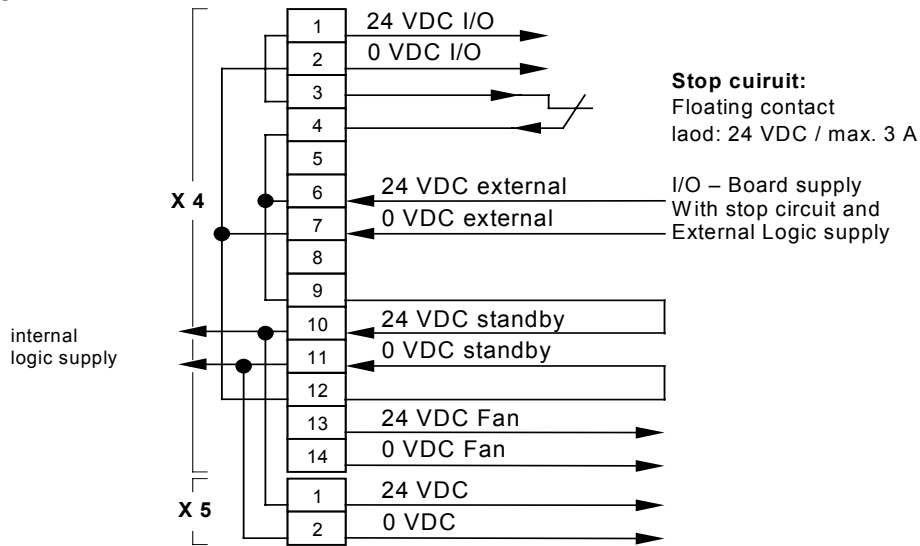 1
24 VDC I/O
2
0 VDC I/O
3
4
5
6
24 VDC external
7
0 VDC external
8
9
10
24 VDC standby
11
0 VDC standby
12
13
24 VDC Fan
14
0 VDC Fan
1
24 VDC
2
0 VDC
X 4
X 5
internal
logic supply
Stop cuiruit:
Floating contact
laod: 24 VDC / max. 3 A
I/O – Board supply
With stop circuit and
External Logic supply